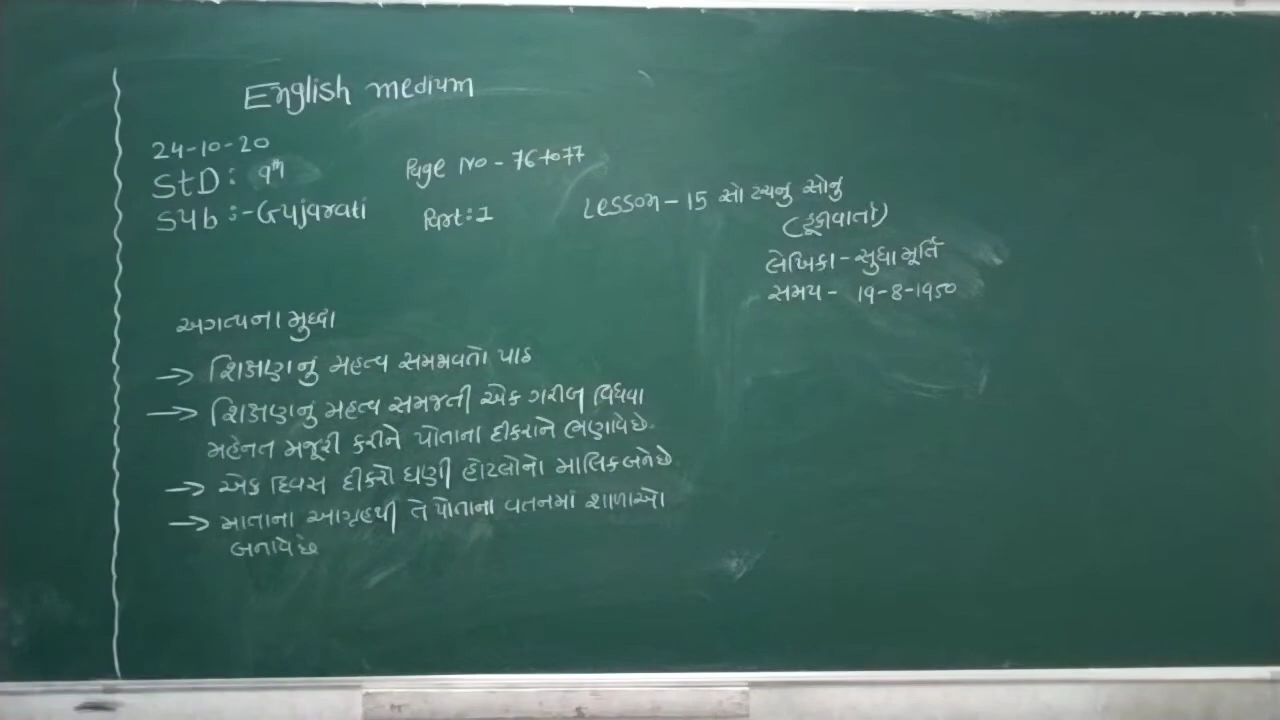 English medium
24-10-20
StD: 9th
Page No - 76 to 77
Sub :- Gujarati
Part: 1
Lesson - 15 સો ટચનું સોનું
(ટૂંકીવાર્તા)
લેખિકા - સુધા મૂર્તિ
સમય - 19-8-1950
અગત્યના મુદ્દા
→ શિક્ષણનું મહત્વ સમજાવતો પાઠ
→ શિક્ષણનું મહત્વ સમજતી એક ગરીબ વિધવા
મહેનત મજૂરી કરીને પોતાના દીકરાને ભણાવે છે.
→ એક દિવસ દીકરો ઘણી હોટલોનો માલિક બને છે
→ માતાના આગ્રહથી તે પોતાના વતનમાં શાળાઓ
બનાવે છે